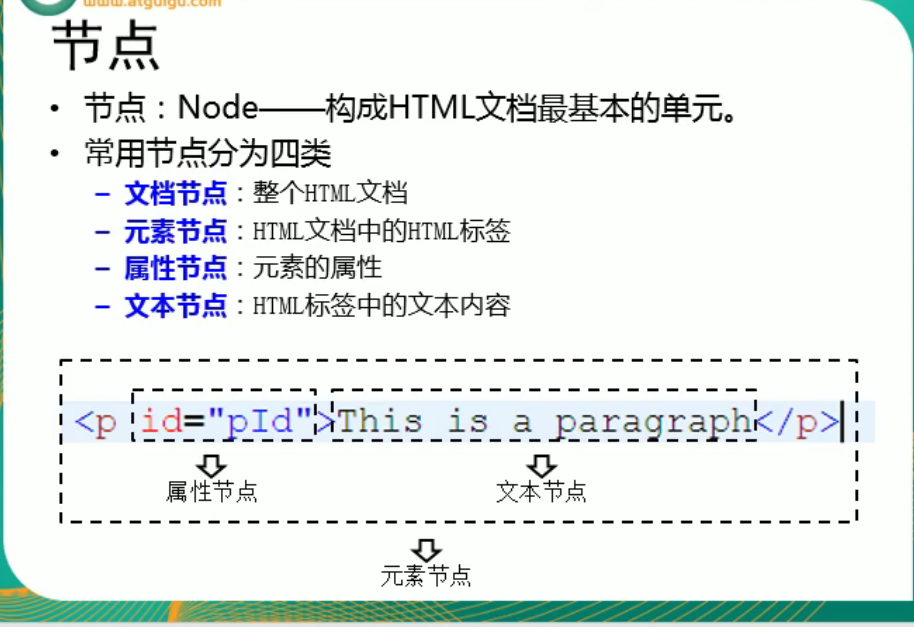 www.atguigu.com
节点
• 节点：Node——构成HTML文档最基本的单元。
• 常用节点分为四类
– 文档节点：整个HTML文档
– 元素节点：HTML文档中的HTML标签
– 属性节点：元素的属性
– 文本节点：HTML标签中的文本内容
<p id="pId">This is a paragraph</p>
属性节点 文本节点
元素节点